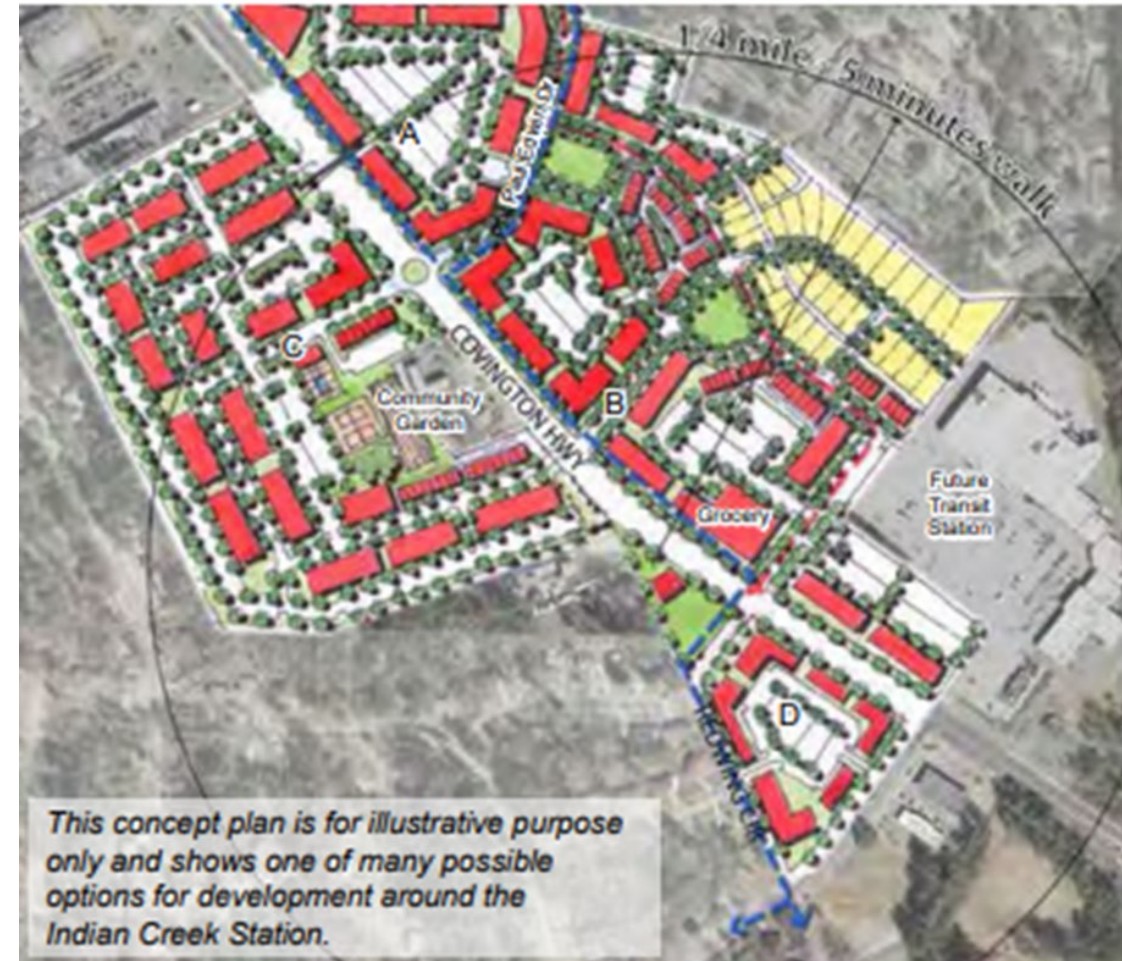 1/4 mile - 5 minutes walk
A
COVINGTON HWY
C
Community
Garden
B
Grocery
Future
Transit
Station
D
This concept plan is for illustrative purpose
only and shows one of many possible
options for development around the
Indian Creek Station.